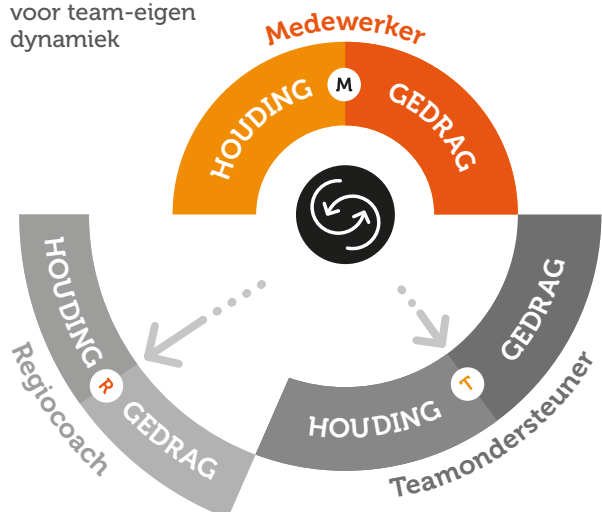 voor team-eigen
dynamiek
Medewerker
HOUDING
M
GEDRAG
HOUDING
R
GEDRAG
Regiocoach
HOUDING
T
GEDRAG
Teamondersteuner